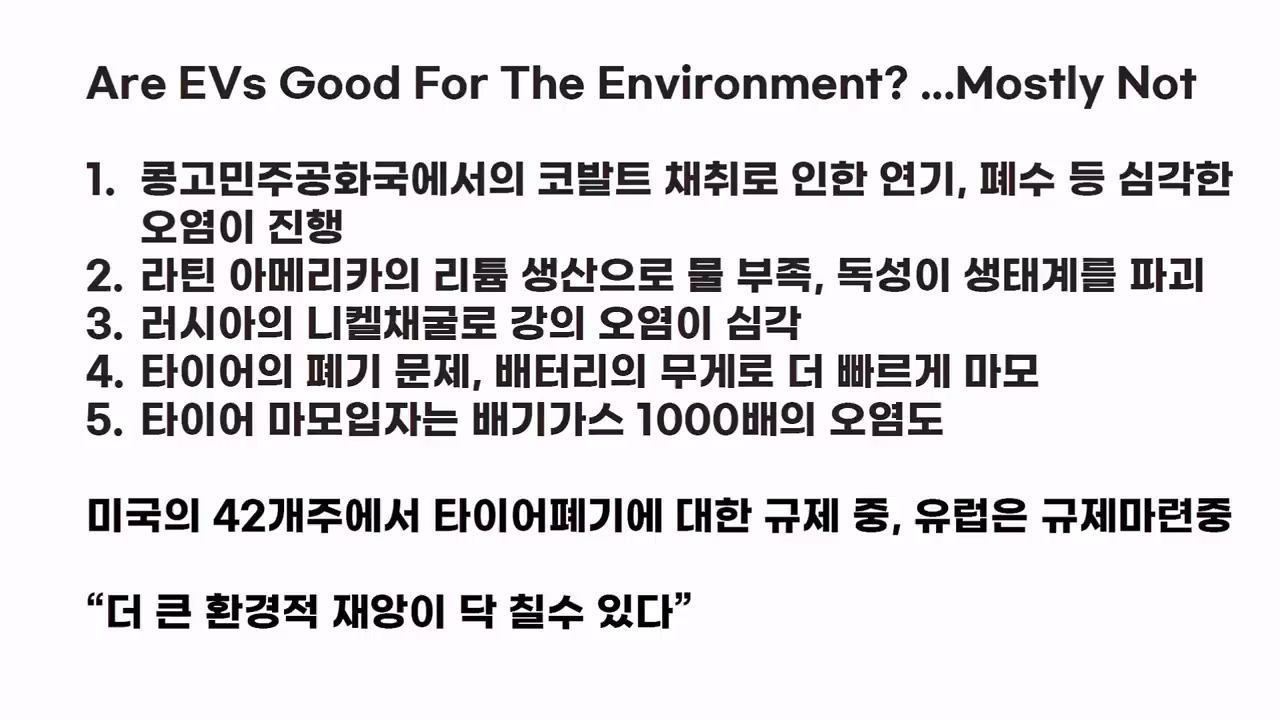 Are EVs Good For The Environment? ...Mostly Not
1.콩고민주공화국에서의 코발트 채취로 인한 연기, 폐수 등 심각한
오염이 진행
2. 라틴 아메리카의 리튬 생산으로 물 부족, 독성이 생태계를 파괴
3. 러시아의 니켈채굴로 강의 오염이 심각
4. 타이어의 폐기 문제, 배터리의 무게로 더 빠르게 마모
5. 타이어 마모입자는 배기가스 1000배의 오염도
미국의 42개주에서 타이어폐기에 대한 규제 중, 유럽은 규제마련중
“더 큰 환경적 재앙이 닥 칠수 있다”